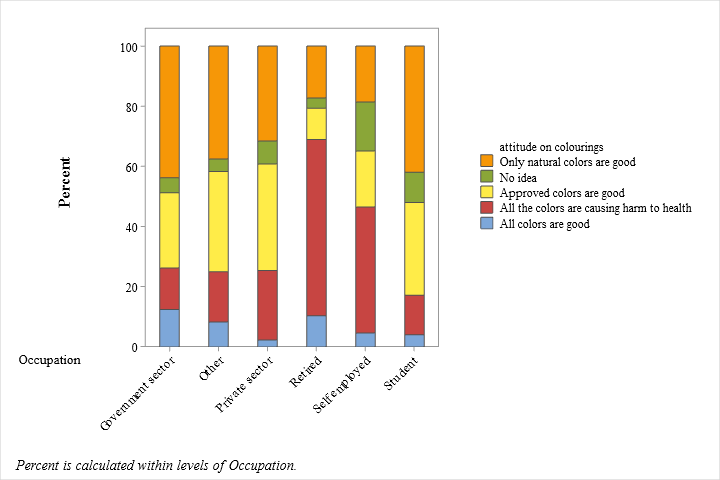 100
80
60
40
20
0
Percent
Occupation
Government sector
Other
Private sector
Retired
Self employed
Student
attitude on colourings
Only natural colors are good
No idea
Approved colors are good
All the colors are causing harm to health
All colors are good
Percent is calculated within levels of Occupation.